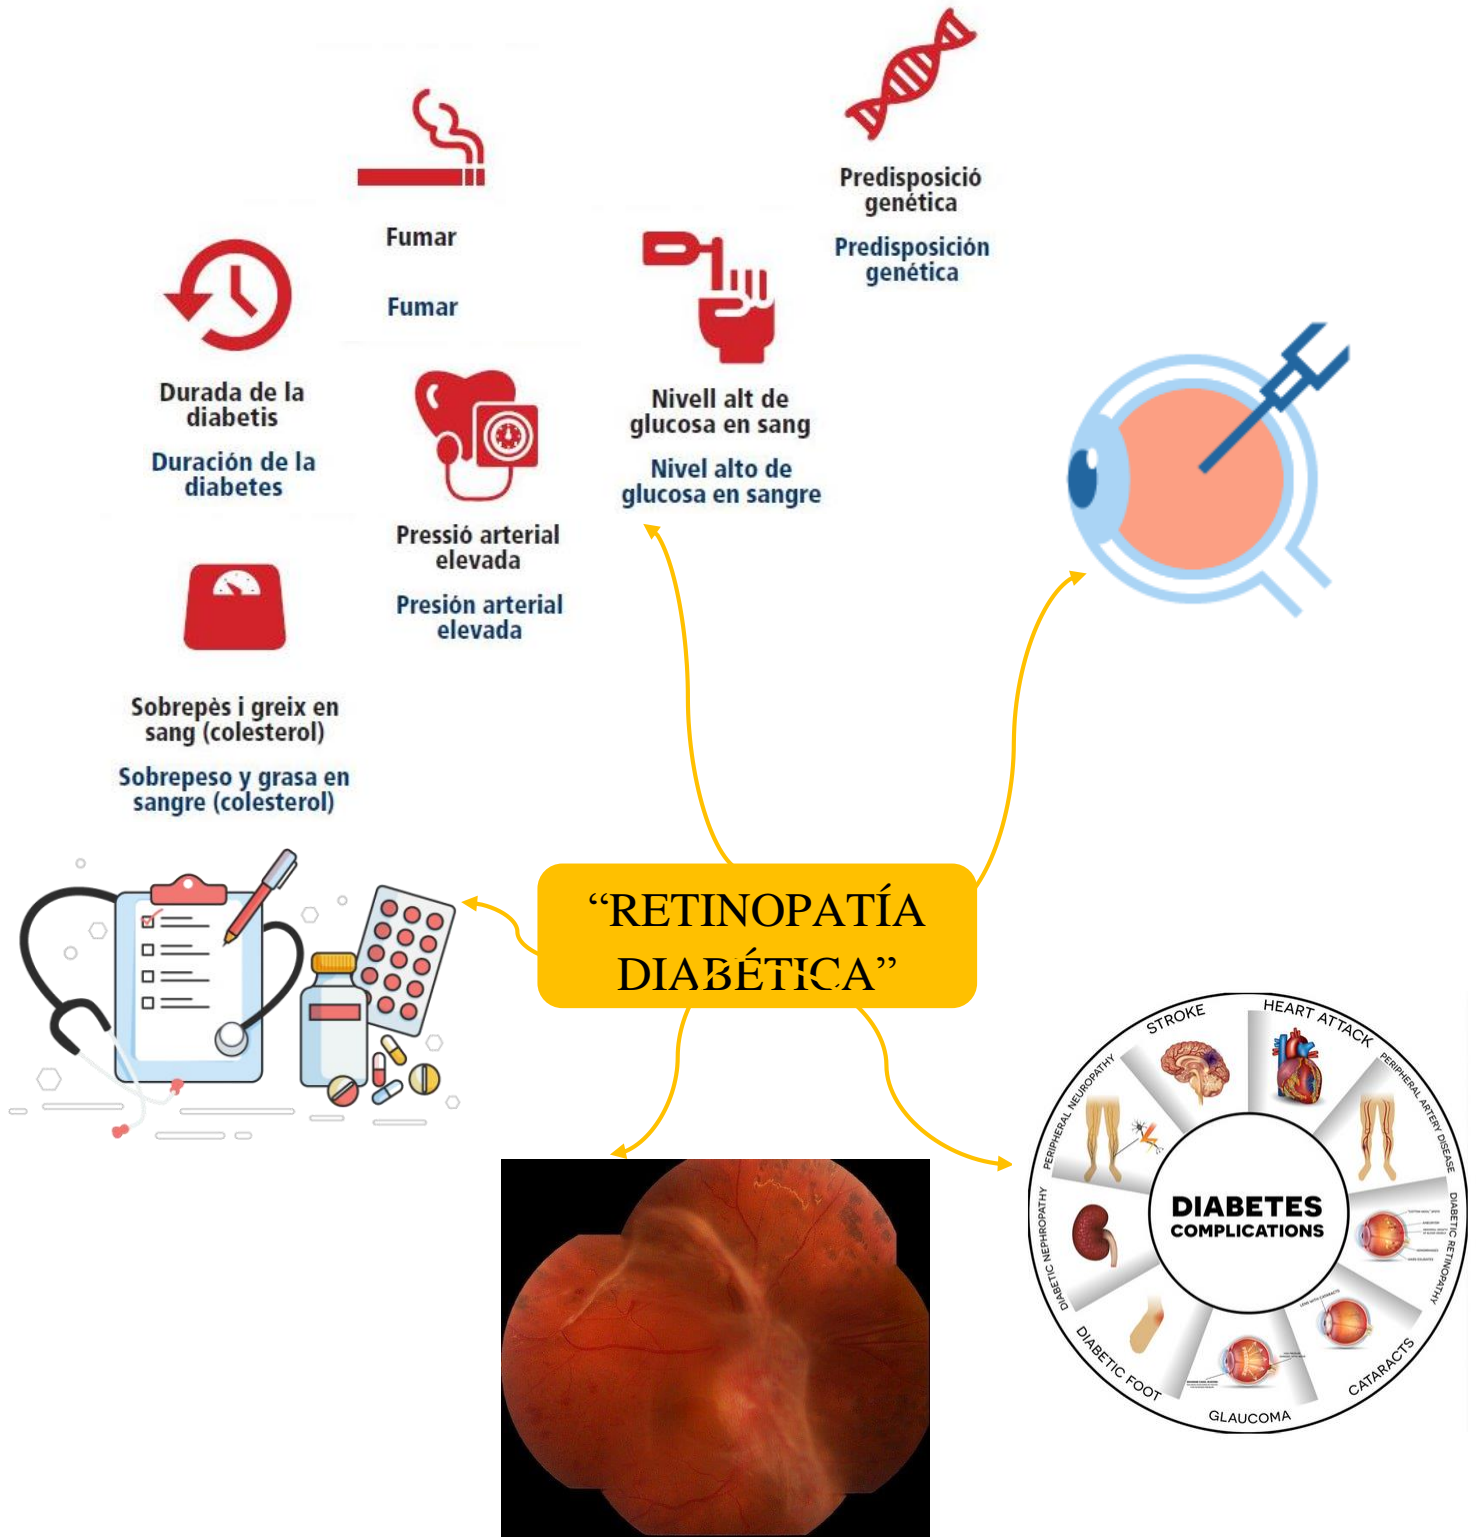 Predisposició
genética
Predisposición
genética
Fumar
Fumar
Durada de la
diabetis
Duración de la
diabetes
Nivell alt de
glucosa en sang
Nivel alto de
glucosa en sangre
Pressió arterial
elevada
Presión arterial
elevada
Sobrepès i greix en
sang (colesterol)
Sobrepeso y grasa en
sangre (colesterol)
“RETINOPATÍA
DIABÉTICA”
STROKE
HEART ATTACK
PERIPHERAL ARTERY DISEASE
DIABETIC RETINOPATHY
CATARACTS
GLAUCOMA
DIABETIC FOOT
DIABETIC NEPHROPATHY
PERIPHERAL NEUROPATHY
DIABETES
COMPLICATIONS